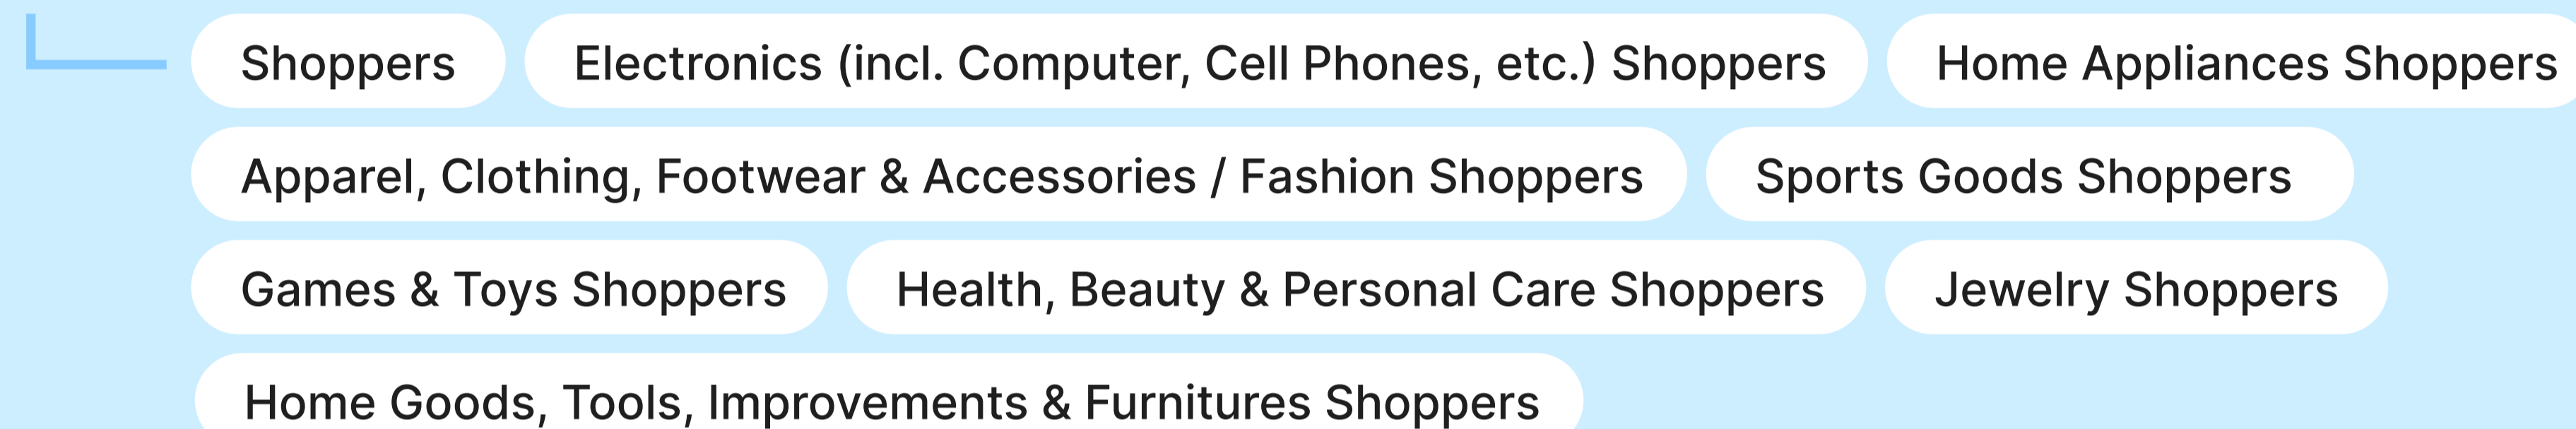 Shoppers Electronics (incl. Computer, Cell Phones, etc.) Shoppers Home Appliances Shoppers
Apparel, Clothing, Footwear & Accessories / Fashion Shoppers Sports Goods Shoppers
Games & Toys Shoppers Health, Beauty & Personal Care Shoppers Jewelry Shoppers
Home Goods, Tools, Improvements & Furnitures Shoppers